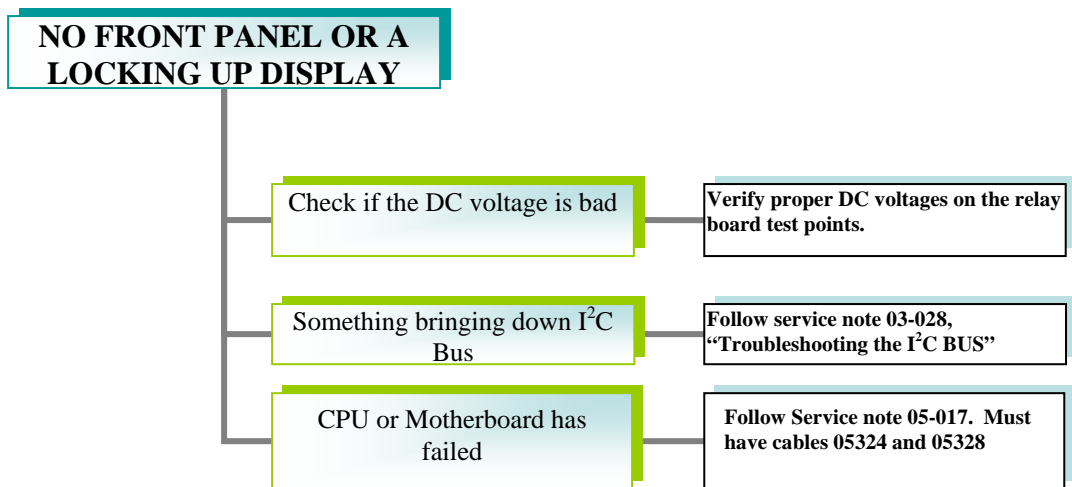 NO FRONT PANEL OR A
LOCKING UP DISPLAY
Check if the DC voltage is bad
Verify proper DC voltages on the relay
board test points.
Something bringing down I²C
Bus
Follow service note 03-028,
“Troubleshooting the I²C BUS”
CPU or Motherboard has
failed
Follow Service note 05-017.  Must
have cables 05324 and 05328